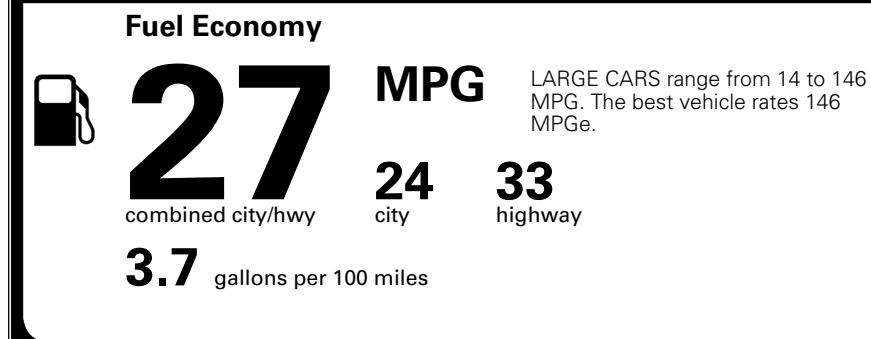 Fuel Economy
27 MPG
LARGE CARS range from 14 to 146
MPG. The best vehicle rates 146
MPGe.
combined city/hwy
24
city
33
highway
3.7 gallons per 100 miles